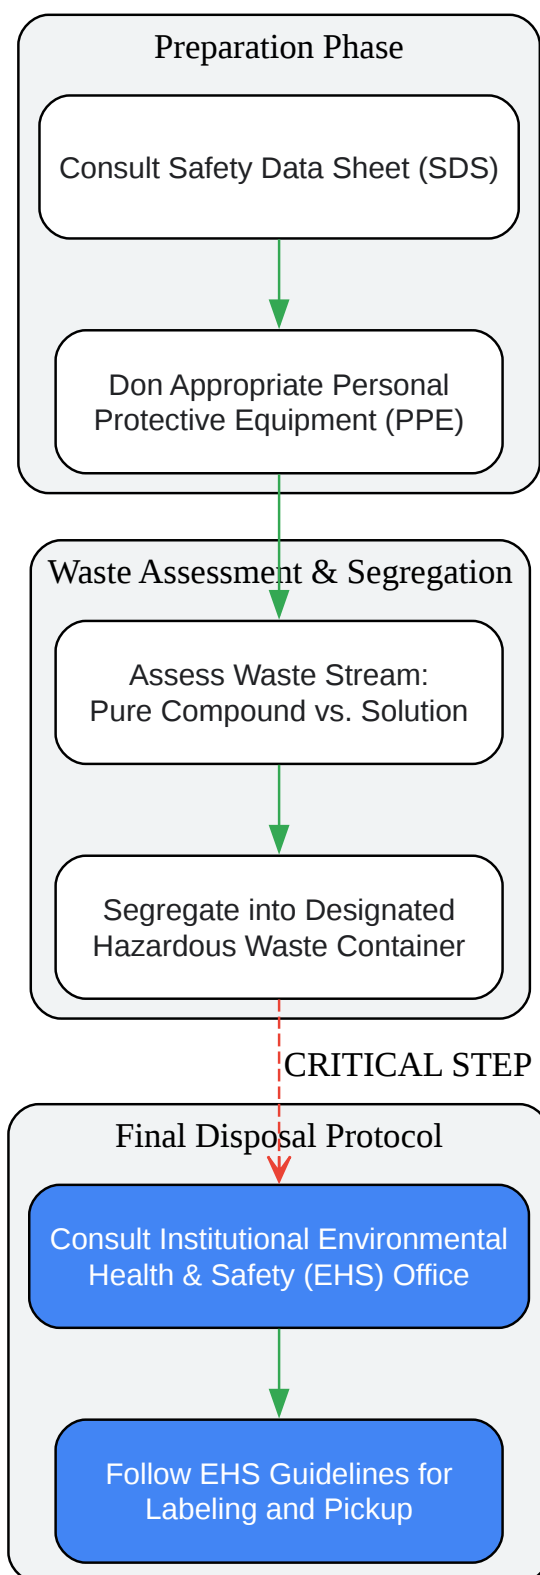 Preparation Phase
Consult Safety Data Sheet (SDS)
Don Appropriate Personal
Protective Equipment (PPE)
Waste Assessment & Segregation
Assess Waste Stream:
Pure Compound vs. Solution
Segregate into Designated
Hazardous Waste Container
CRITICAL STEP
Final Disposal Protocol
Consult Institutional Environmental
Health & Safety (EHS) Office
Follow EHS Guidelines for
Labeling and Pickup